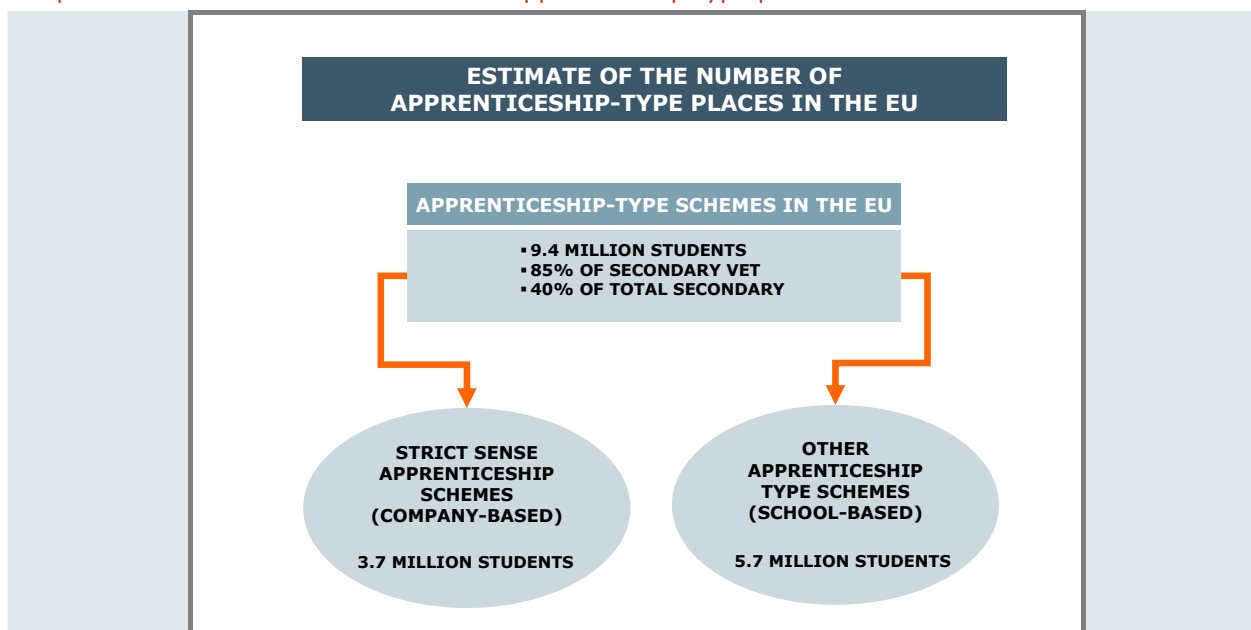 ESTIMATE OF THE NUMBER OF
APPRENTICESHIP-TYPE PLACES IN THE EU
APPRENTICESHIP-TYPE SCHEMES IN THE EU
▪ 9.4 MILLION STUDENTS
▪ 85% OF SECONDARY VET
▪ 40% OF TOTAL SECONDARY
STRICT SENSE
APPRENTICESHIP
SCHEMES
(COMPANY-BASED)
3.7 MILLION STUDENTS
OTHER
APPRENTICESHIP
TYPE SCHEMES
(SCHOOL-BASED)
5.7 MILLION STUDENTS